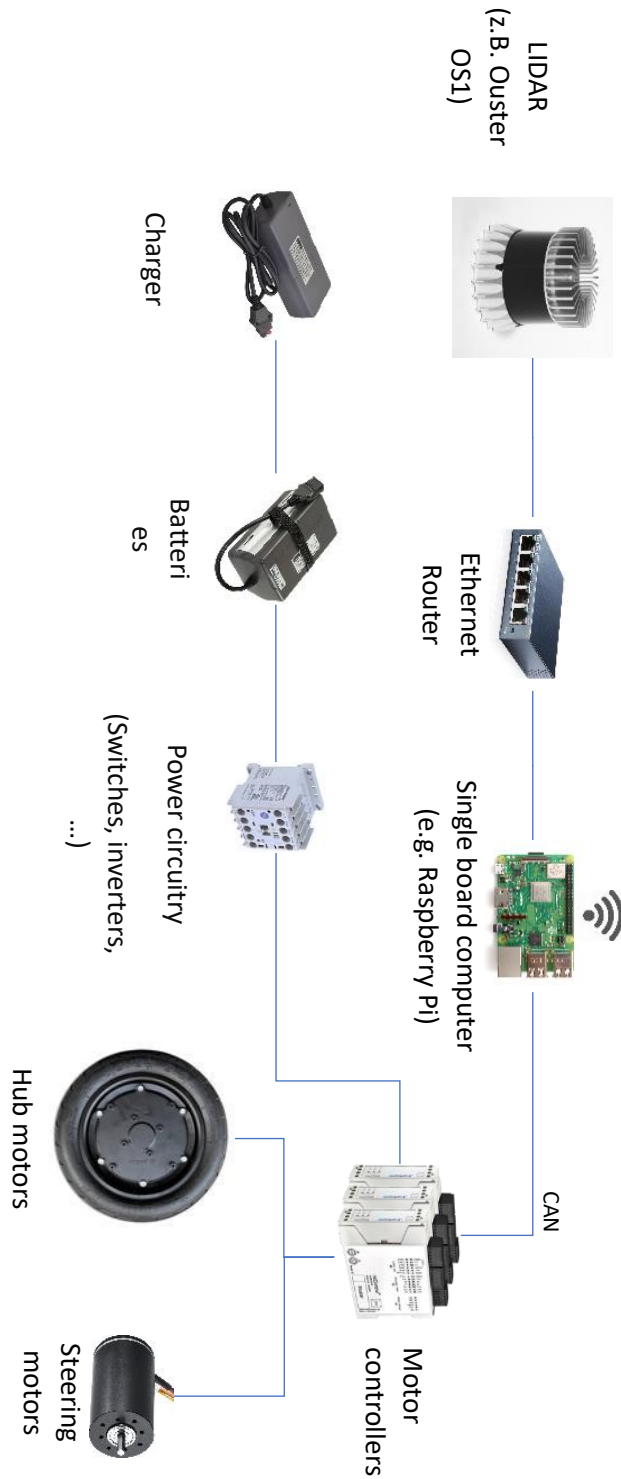 LIDAR
(z.B. Ouster
OS1)
Ethernet
Router
Single board computer
(e.g. Raspberry Pi)
CAN
Motor
controllers
Charger
Batteri
es
Power circuitry
(Switches, inverters,
...)
Hub motors
Steering
motors